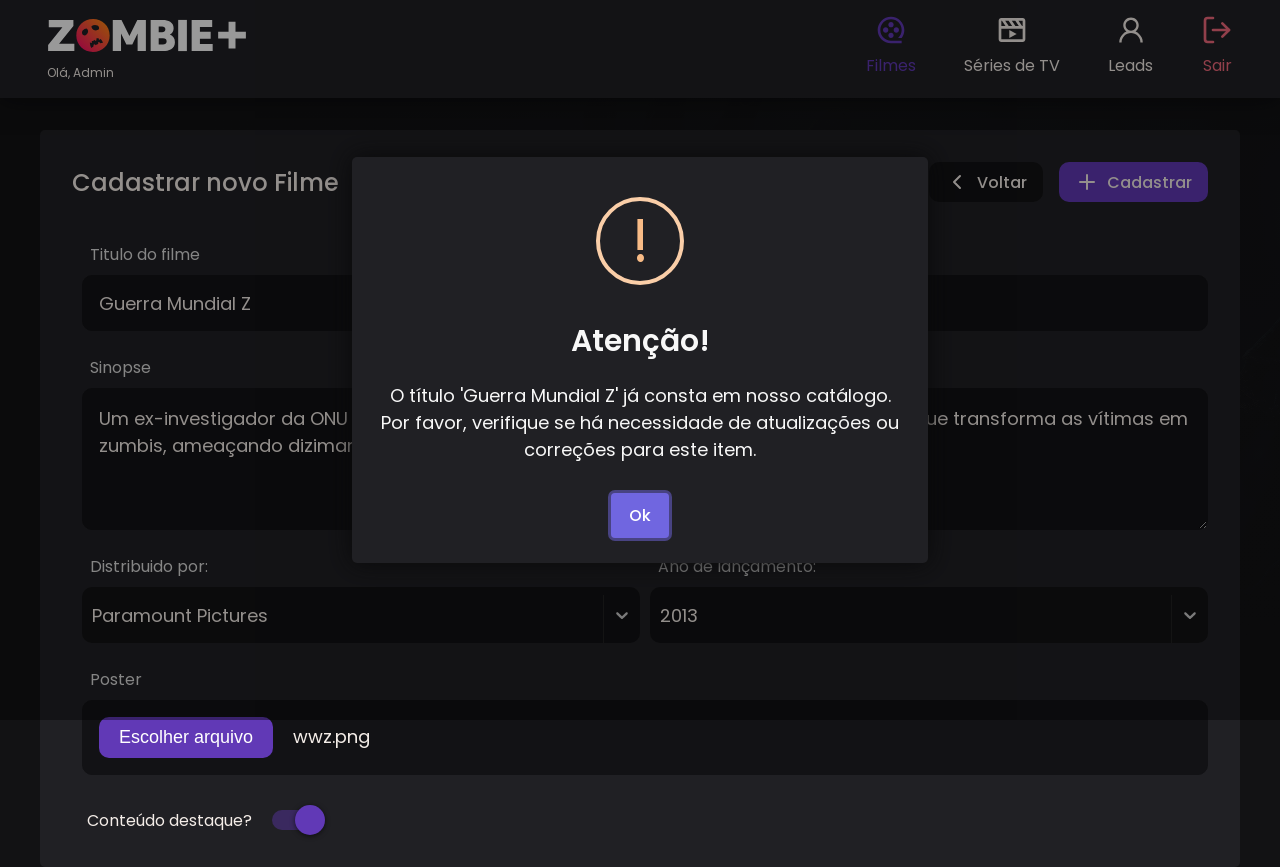 ZOMBIE+
Olá, Admin
Filmes
Séries de TV
Leads
Sair
Cadastrar novo Filme
Voltar
Cadastrar
Titulo do filme
Guerra Mundial Z
Sinopse
Um ex-investigador da ONU
ue transforma as vítimas em
zumbis, ameaçando dizimar
!
Atenção!
O título 'Guerra Mundial Z' já consta em nosso catálogo.
Por favor, verifique se há necessidade de atualizações ou
correções para este item.
Ok
Distribuido por:
Ano de lançamento:
Paramount Pictures
2013
Poster
Escolher arquivo
wwz.png
Conteúdo destaque?